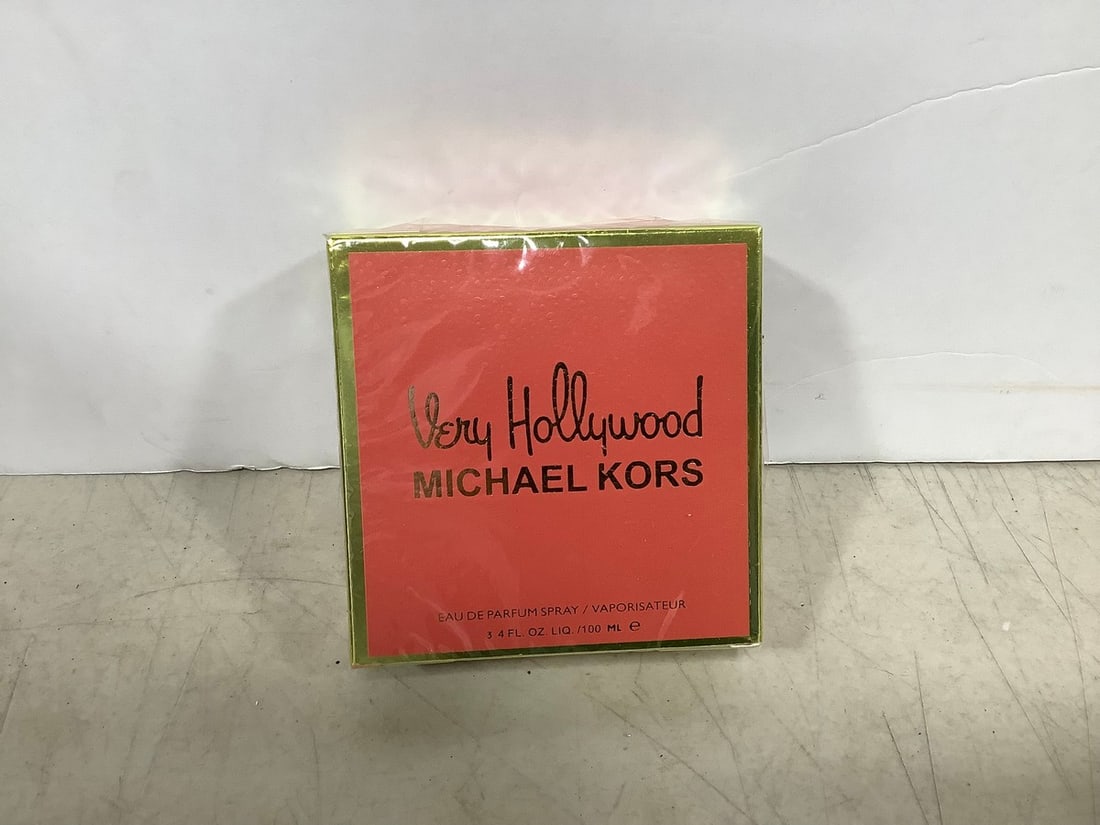 Very Hollywood
MICHAEL KORS
EAU DE PARFUM SPRAY / VAPORISATEUR
3 4 FL. OZ. LIQ. /100 ML ℮